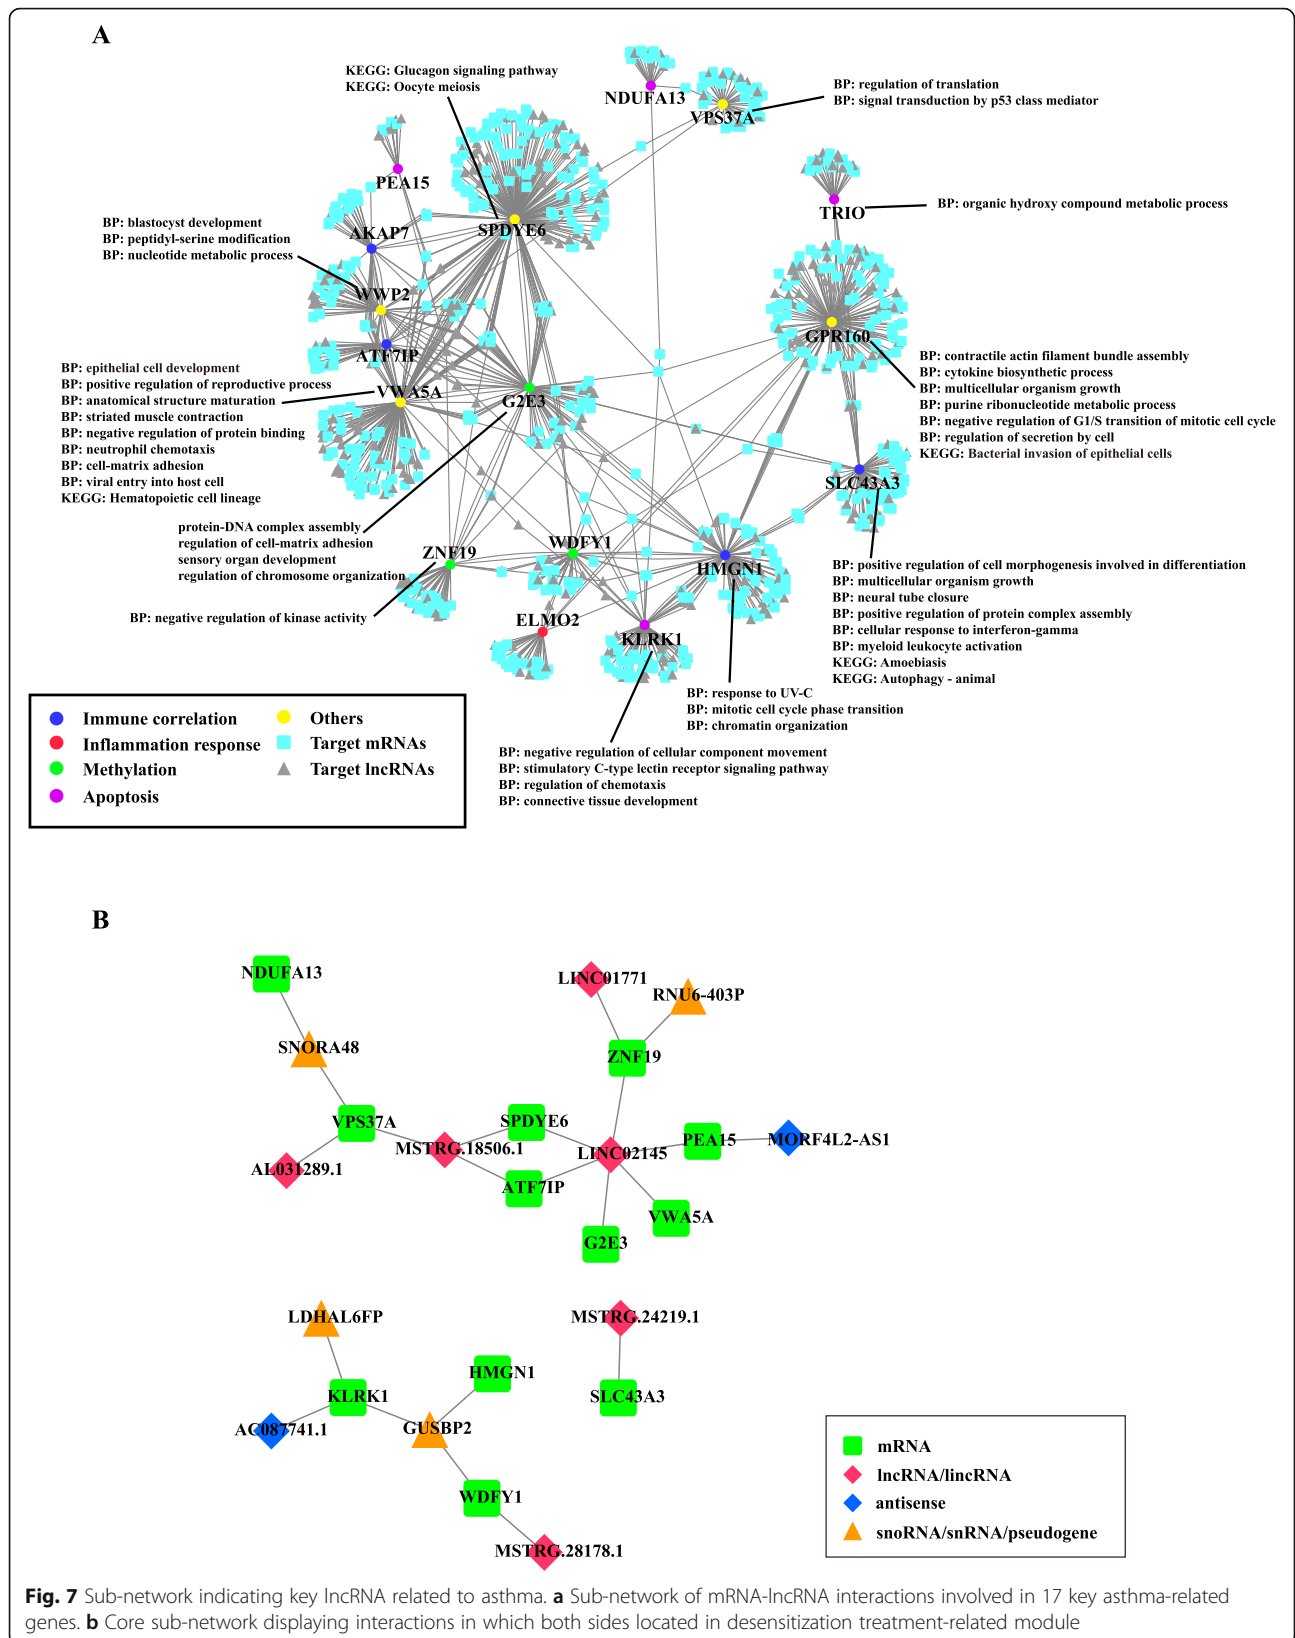 A
KEGG: Glucagon signaling pathway
KEGG: Oocyte meiosis
NDUFA13
VPS37A
BP: regulation of translation
BP: signal transduction by p53 class mediator
PEA15
TRIO
BP: organic hydroxy compound metabolic process
BP: blastocyst development
BP: peptidyl-serine modification
BP: nucleotide metabolic process
AKAP7
SPDYE6
WWP2
ATF7IP
GPR160
BP: epithelial cell development
BP: positive regulation of reproductive process
BP: anatomical structure maturation
BP: striated muscle contraction
BP: negative regulation of protein binding
BP: neutrophil chemotaxis
BP: cell-matrix adhesion
BP: viral entry into host cell
KEGG: Hematopoietic cell lineage
VWA5A
G2E3
BP: contractile actin filament bundle assembly
BP: cytokine biosynthetic process
BP: multicellular organism growth
BP: purine ribonucleotide metabolic process
BP: negative regulation of G1/S transition of mitotic cell cycle
BP: regulation of secretion by cell
KEGG: Bacterial invasion of epithelial cells
SLC43A3
protein-DNA complex assembly
regulation of cell-matrix adhesion
sensory organ development
regulation of chromosome organization
ZNF19
WDFY1
HMGN1
BP: negative regulation of kinase activity
ELMO2
KLRK1
BP: positive regulation of cell morphogenesis involved in differentiation
BP: multicellular organism growth
BP: neural tube closure
BP: positive regulation of protein complex assembly
BP: cellular response to interferon-gamma
BP: myeloid leukocyte activation
KEGG: Amoebiasis
KEGG: Autophagy - animal
BP: response to UV-C
BP: mitotic cell cycle phase transition
BP: chromatin organization
BP: negative regulation of cellular component movement
BP: stimulatory C-type lectin receptor signaling pathway
BP: regulation of chemotaxis
BP: connective tissue development
Immune correlation
Inflammation response
Methylation
Apoptosis
Others
Target mRNAs
Target lncRNAs
B
NDUFA13
LINC01771
RNU6-403P
SNORA48
ZNF19
VPS37A
SPDYE6
MSTRG.18506.1
LINC02145
PEA15
MORF4L2-AS1
AL031289.1
ATF7IP
VWA5A
G2E3
LDHAL6FP
MSTRG.24219.1
HMGN1
KLRK1
SLC43A3
AC087741.1
GUSBP2
WDFY1
MSTRG.28178.1
mRNA
lncRNA/lincRNA
antisense
snoRNA/snRNA/pseudogene
Fig. 7 Sub-network indicating key lncRNA related to asthma. a Sub-network of mRNA-lncRNA interactions involved in 17 key asthma-related
genes. b Core sub-network displaying interactions in which both sides located in desensitization treatment-related module